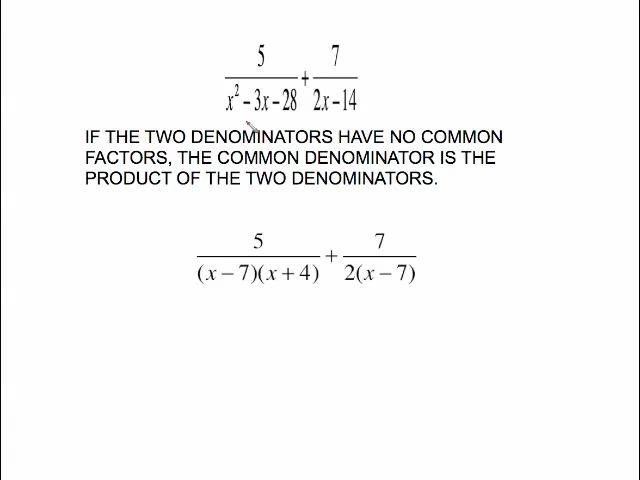 5/(x² − 3x − 28) + 7/(2x − 14)
IF THE TWO DENOMINATORS HAVE NO COMMON
FACTORS, THE COMMON DENOMINATOR IS THE
PRODUCT OF THE TWO DENOMINATORS.
5/((x − 7)(x + 4)) + 7/(2(x − 7))